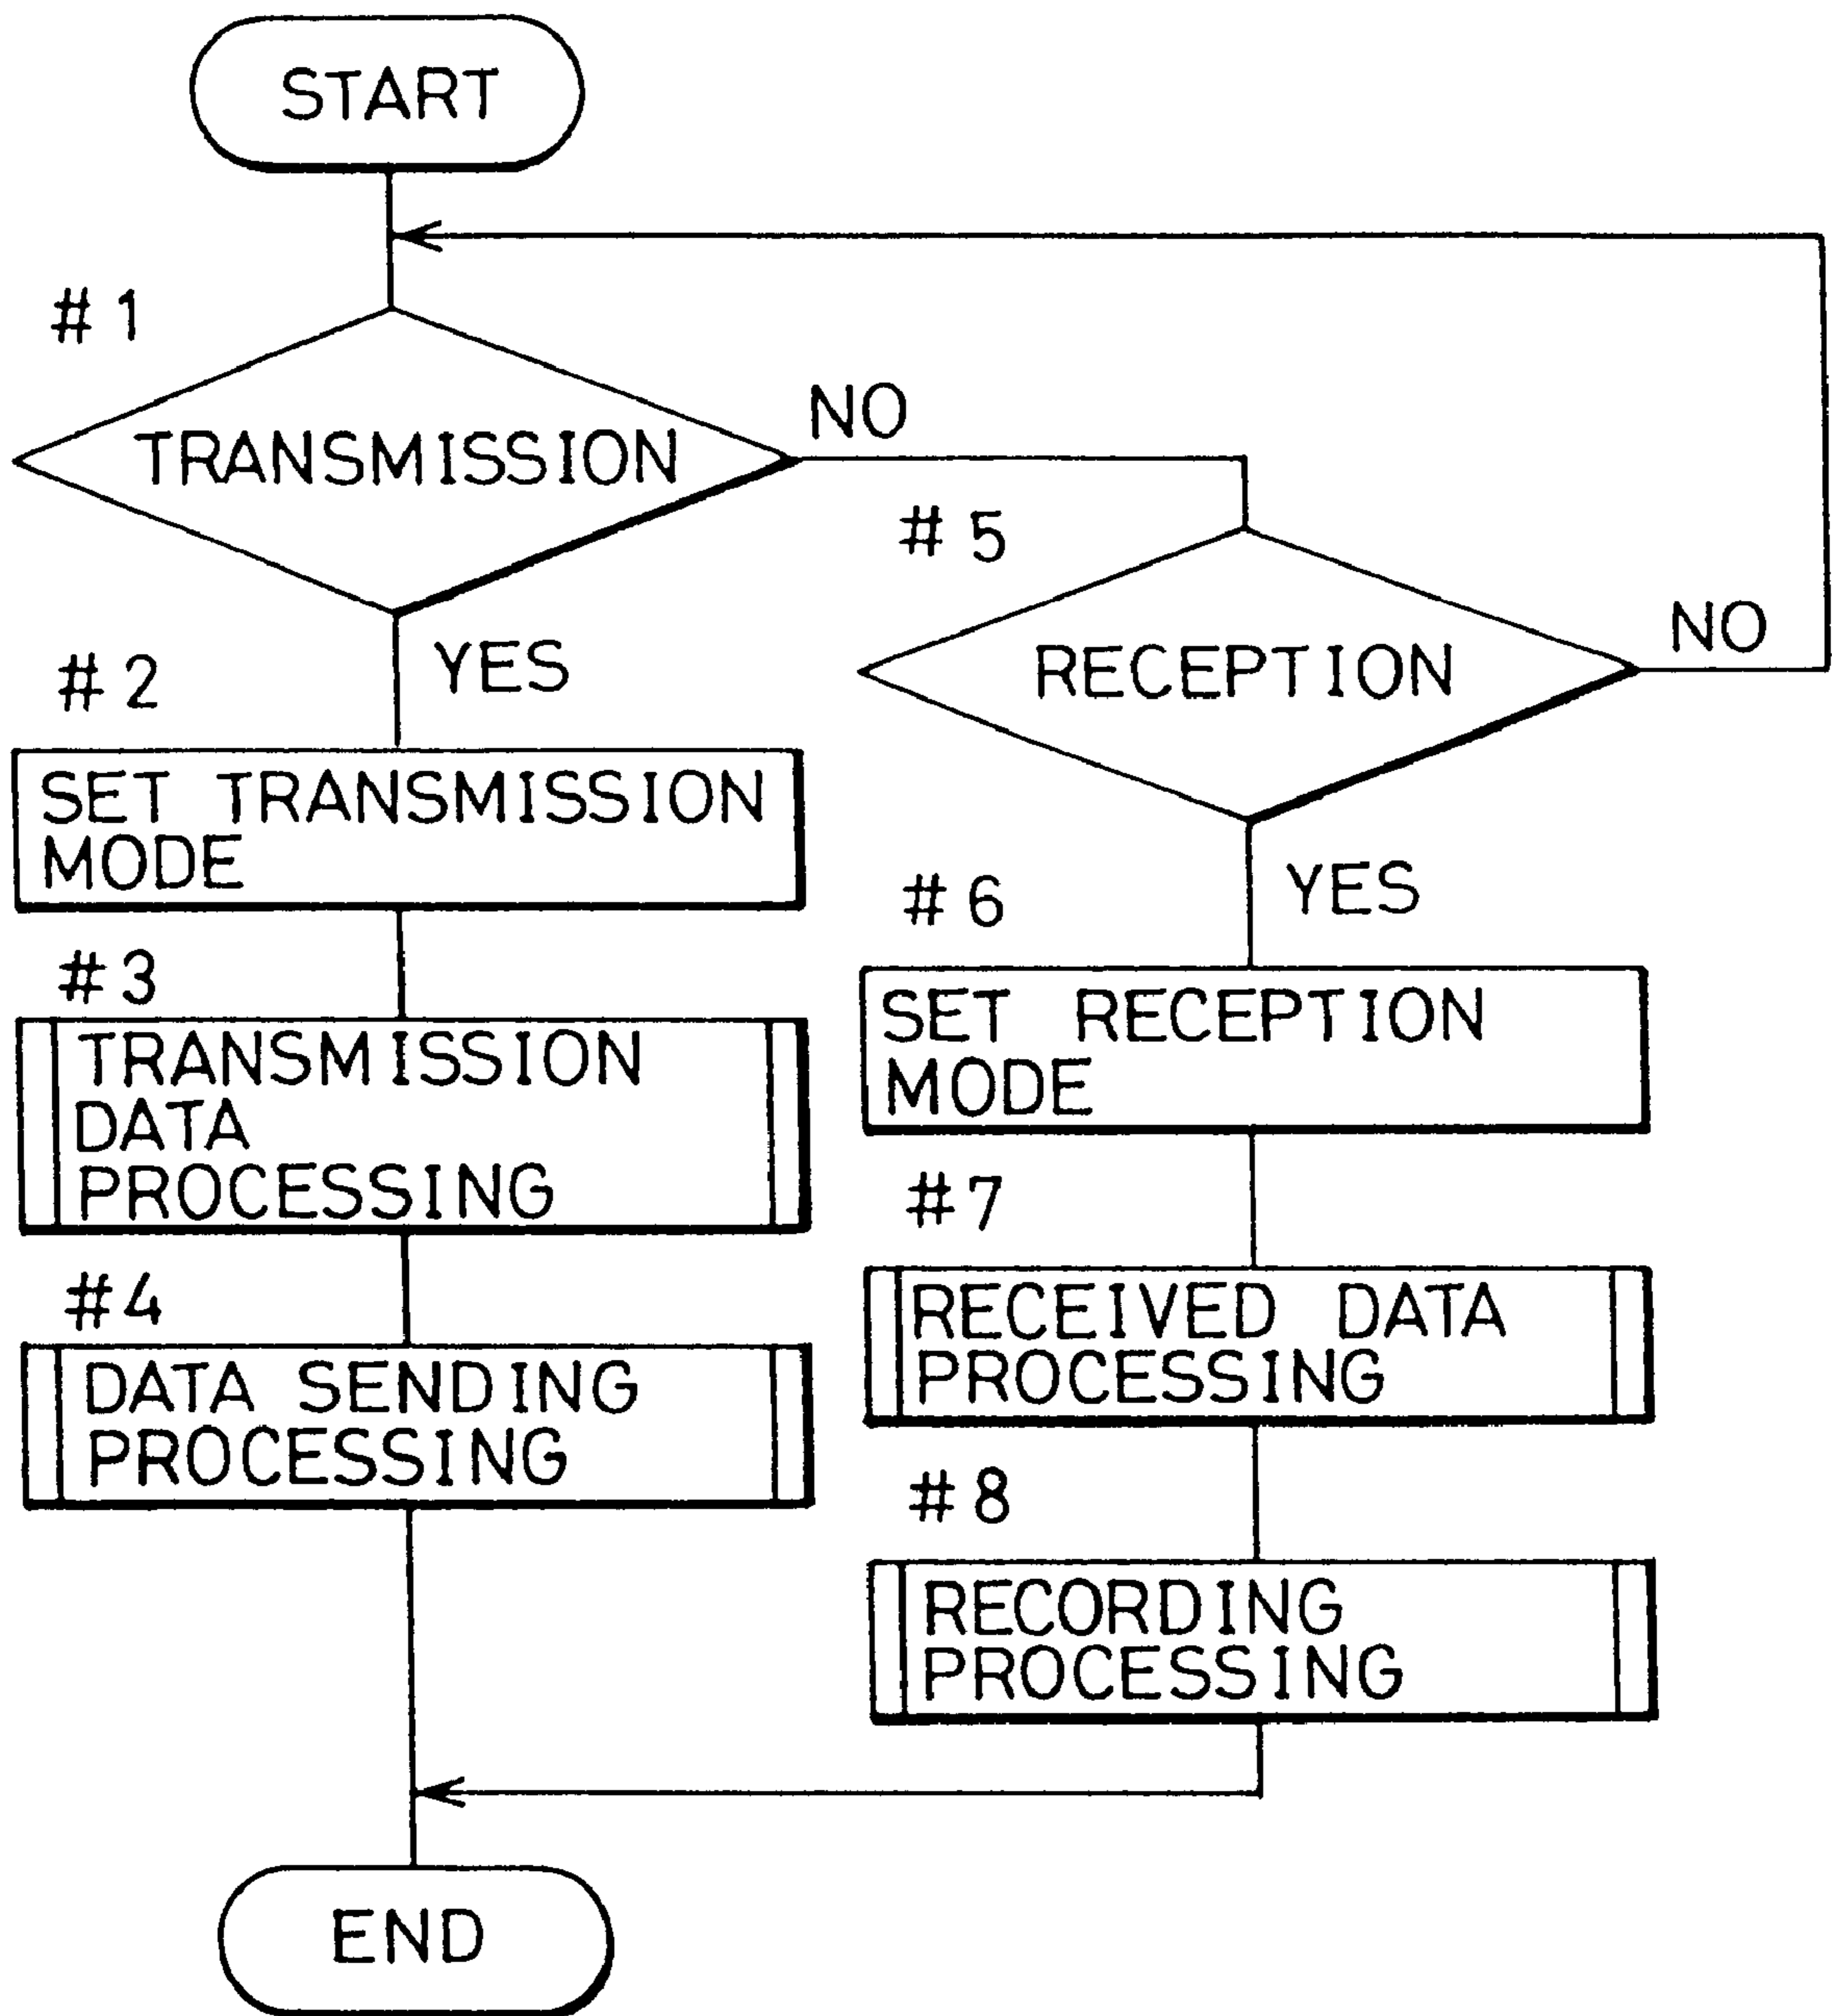 START
#1
TRANSMISSION
NO
YES
#2
SET TRANSMISSION
MODE
#3
TRANSMISSION
DATA
PROCESSING
#4
DATA SENDING
PROCESSING
#5
RECEPTION
NO
YES
#6
SET RECEPTION
MODE
#7
RECEIVED DATA
PROCESSING
#8
RECORDING
PROCESSING
END